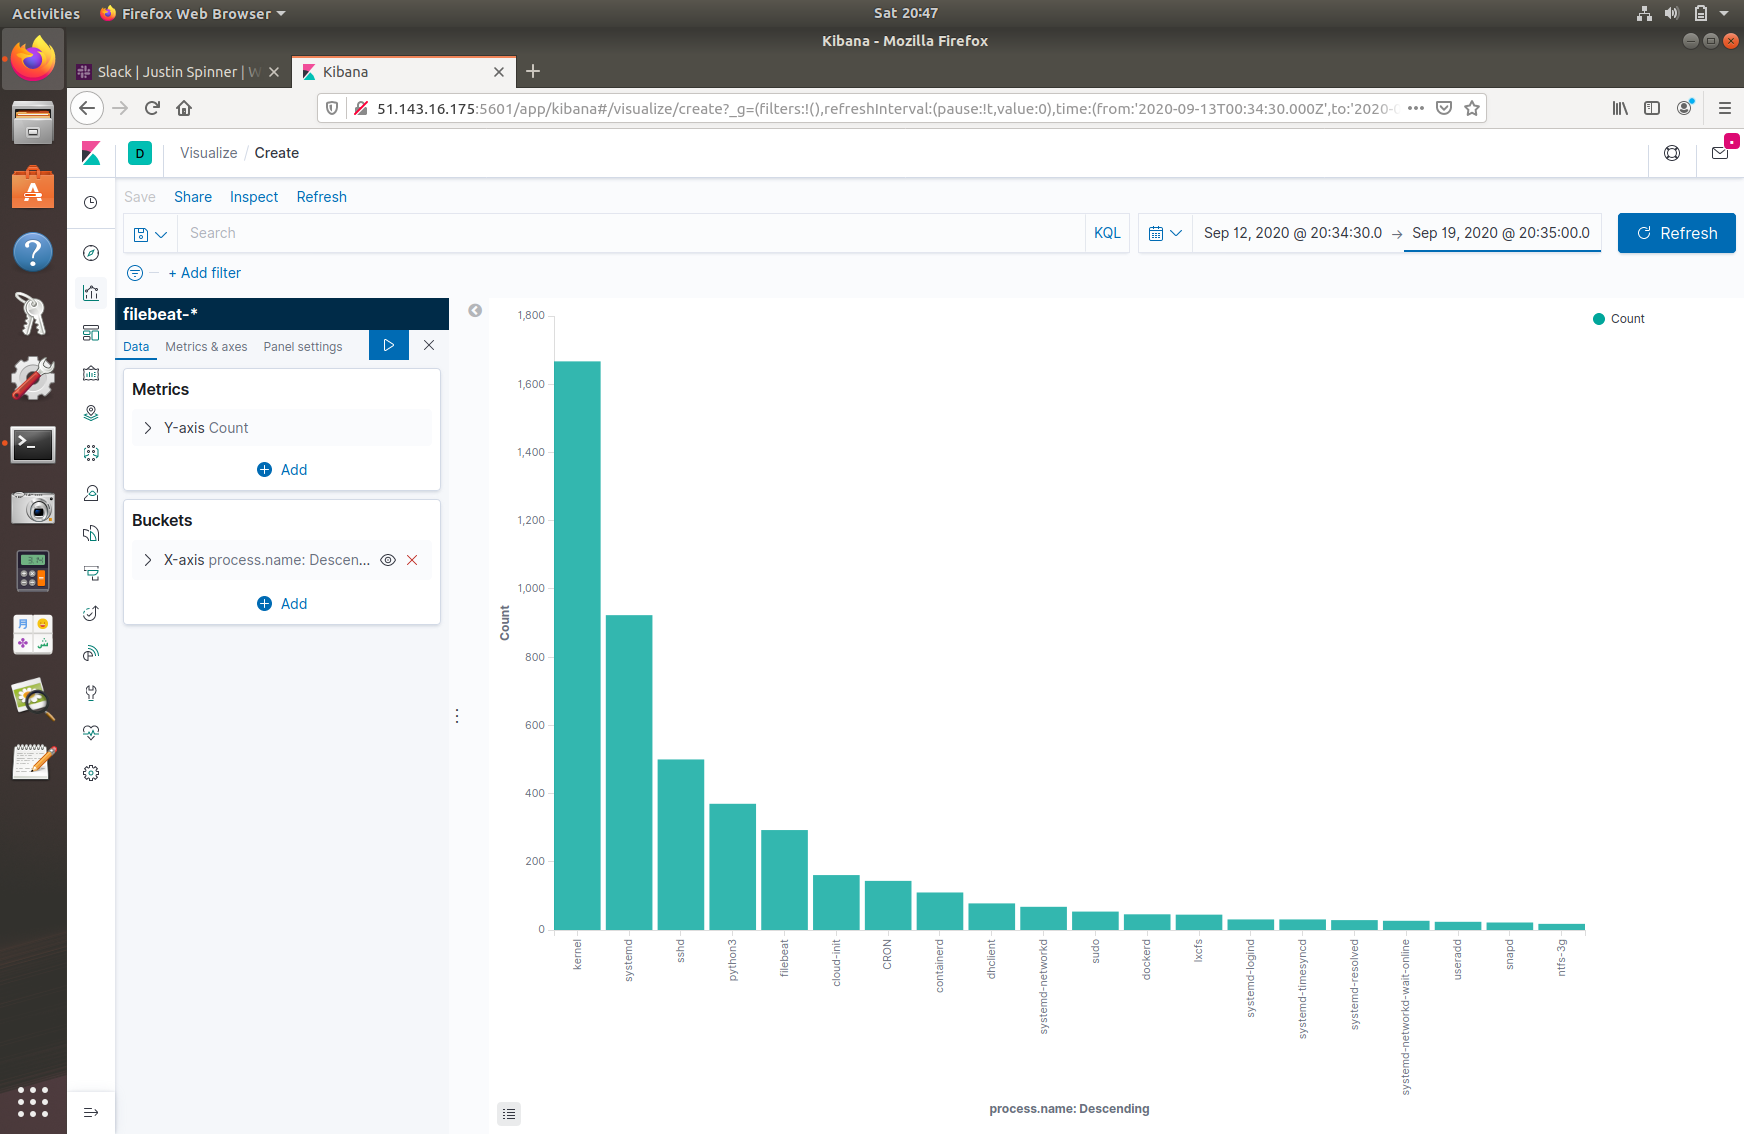 Activities Firefox Web Browser Sat 20:47
Kibana - Mozilla Firefox
Slack | Justin Spinner | W Kibana
51.143.16.175:5601/app/kibana#/visualize/create?_g=(filters:!(),refreshInterval:(pause:!t,value:0),time:(from:'2020-09-13T00:34:30.000Z',to:'2020-
D Visualize / Create
Save Share Inspect Refresh
Search KQL Sep 12, 2020 @ 20:34:30.0 → Sep 19, 2020 @ 20:35:00.0 Refresh
+ Add filter
filebeat-*
Data Metrics & axes Panel settings
Metrics
Y-axis Count
Add
Buckets
X-axis process.name: Descen...
Add
Count
1,800
1,600
1,400
1,200
1,000
800
600
400
200
0
Count
kernel
systemd
sshd
python3
filebeat
cloud-init
CRON
containerd
dhclient
systemd-networkd
sudo
dockerd
lxcfs
systemd-logind
systemd-timesyncd
systemd-resolved
systemd-networkd-wait-online
useradd
snapd
ntfs-3g
process.name: Descending